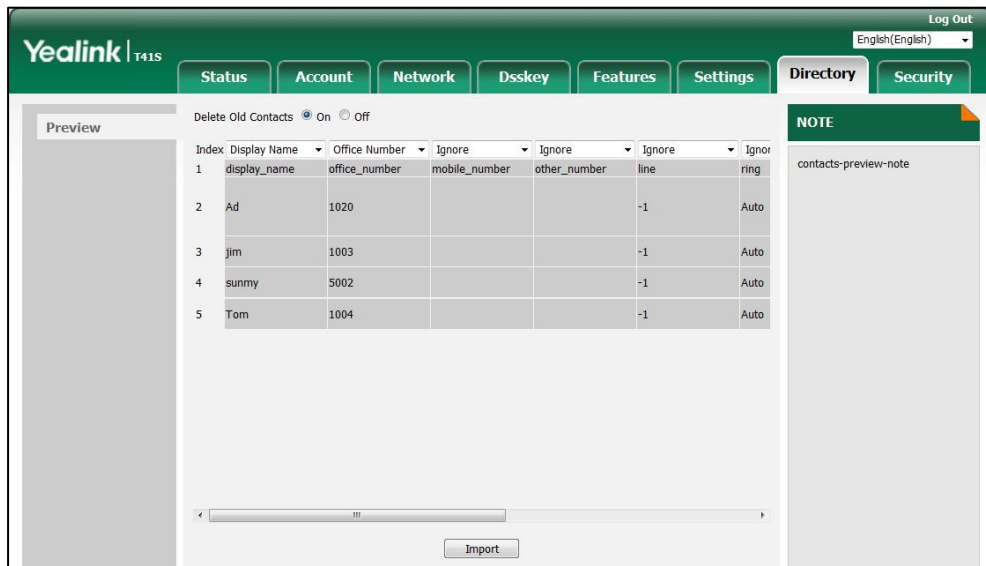 Log Out
Yealink T41S
English(English)
Status Account Network Dsskey Features Settings Directory Security
Preview
Delete Old Contacts On Off
NOTE
Index Display Name Office Number Ignore Ignore Ignore Ignor
contacts-preview-note
1 display_name office_number mobile_number other_number line ring
2 Ad 1020 -1 Auto
3 jim 1003 -1 Auto
4 sunmy 5002 -1 Auto
5 Tom 1004 -1 Auto
Import